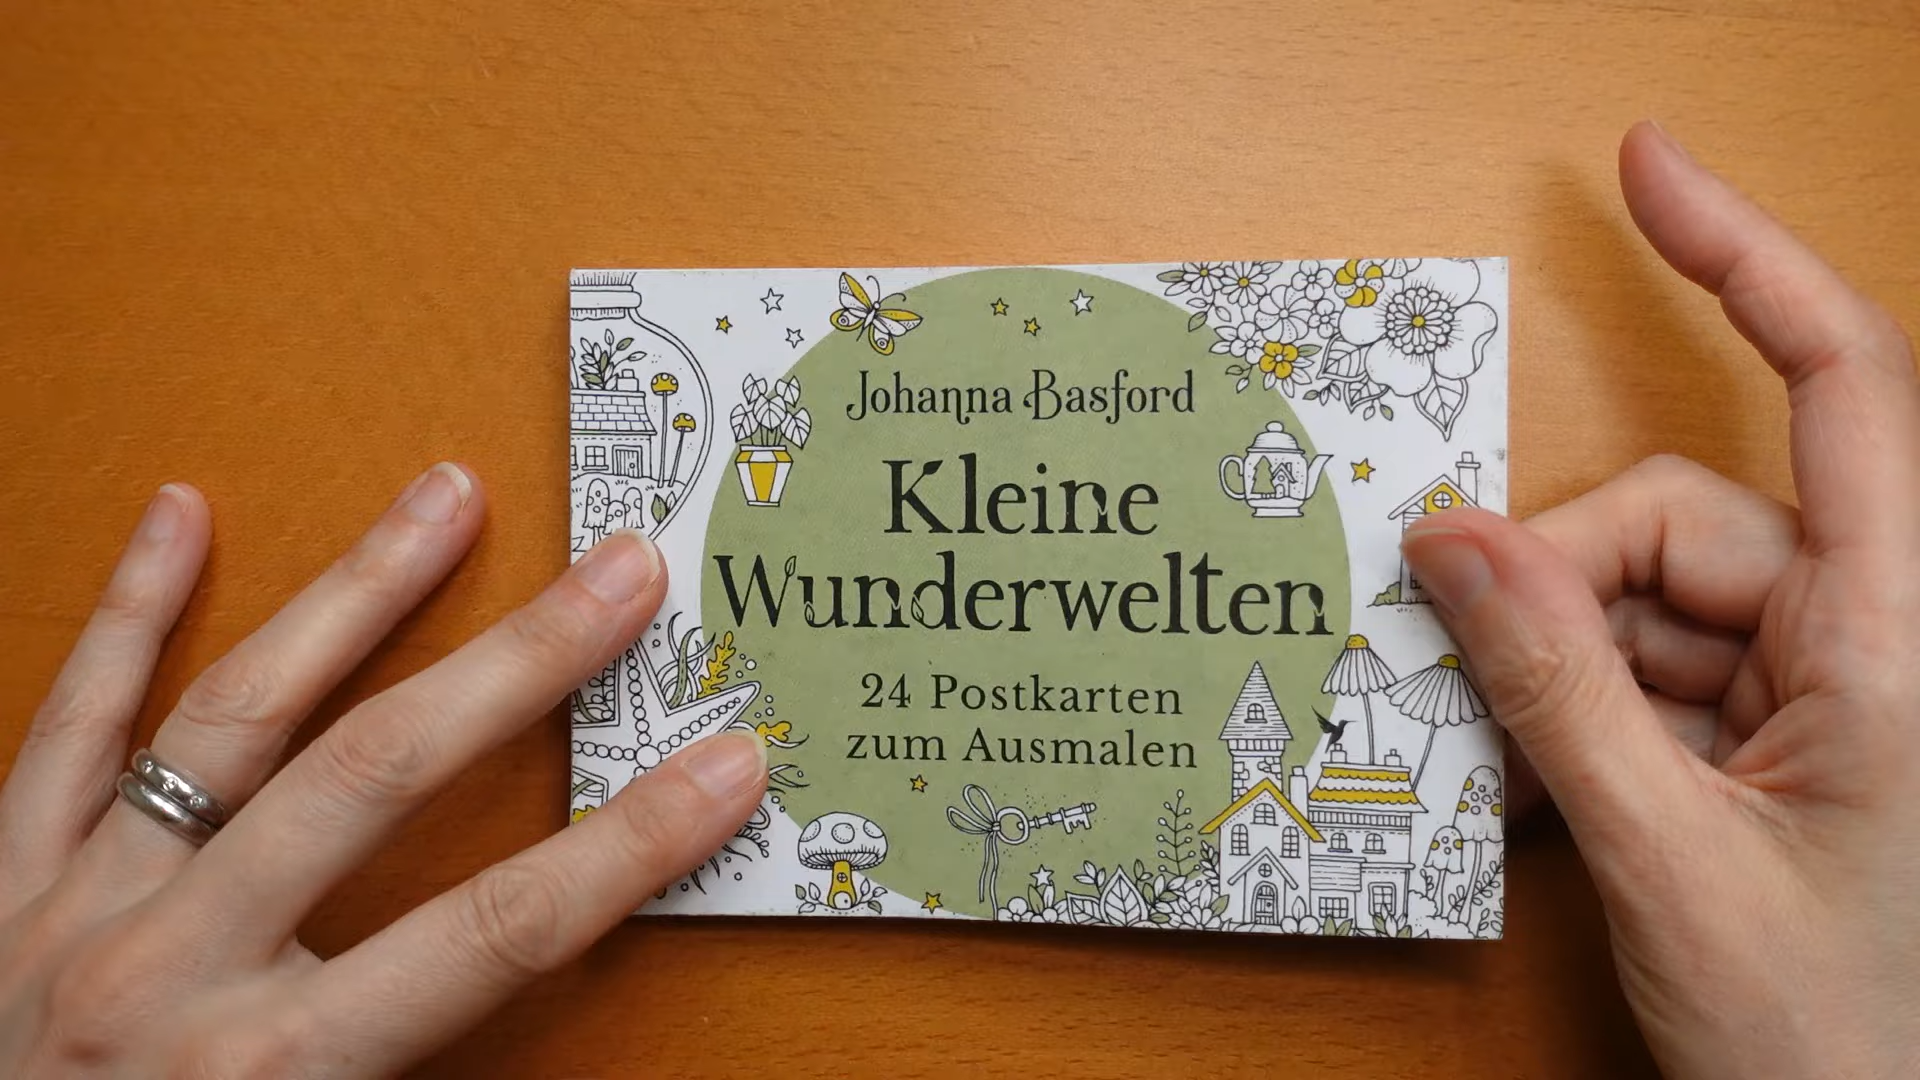 Johanna Basford
Kleine
Wunderwelten
24 Postkarten
zum Ausmalen